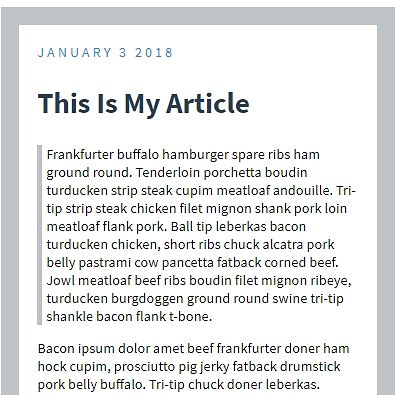 JANUARY 3 2018
This Is My Article
Frankfurter buffalo hamburger spare ribs ham
ground round. Tenderloin porchetta boudin
turducken strip steak cupim meatloaf andouille. Tri-
tip strip steak chicken filet mignon shank pork loin
meatloaf flank pork. Ball tip leberkas bacon
turducken chicken, short ribs chuck alcatra pork
belly pastrami cow pancetta fatback corned beef.
Jowl meatloaf beef ribs boudin filet mignon ribeye,
turducken burgdoggen ground round swine tri-tip
shankle bacon flank t-bone.
Bacon ipsum dolor amet beef frankfurter doner ham
hock cupim, prosciutto pig jerky fatback drumstick
pork belly buffalo. Tri-tip chuck doner leberkas.